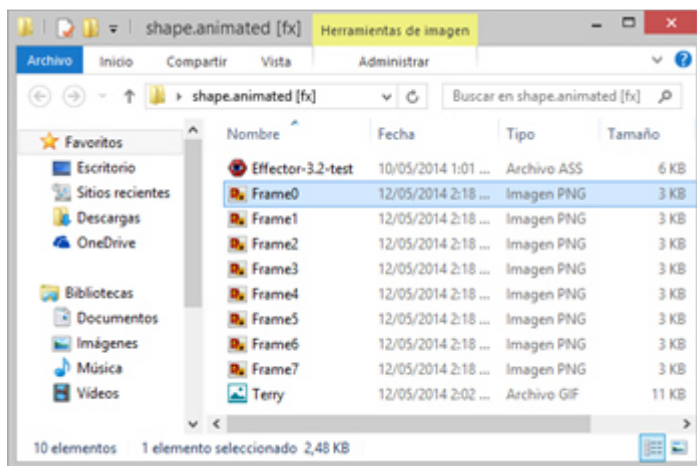 shape.animated [fx] Herramientas de imagen
Archivo Inicio Compartir Vista Administrar
shape.animated [fx] Buscar en shape.animated [fx]
Favoritos
Escritorio
Sitios recientes
Descargas
OneDrive
Bibliotecas
Documentos
Imágenes
Música
Vídeos
Nombre Fecha Tipo Tamaño
Effector-3.2-test 10/05/2014 1:01 ... Archivo ASS 6 KB
Frame0 12/05/2014 2:18 ... Imagen PNG 3 KB
Frame1 12/05/2014 2:18 ... Imagen PNG 3 KB
Frame2 12/05/2014 2:18 ... Imagen PNG 3 KB
Frame3 12/05/2014 2:18 ... Imagen PNG 3 KB
Frame4 12/05/2014 2:18 ... Imagen PNG 3 KB
Frame5 12/05/2014 2:18 ... Imagen PNG 3 KB
Frame6 12/05/2014 2:18 ... Imagen PNG 3 KB
Frame7 12/05/2014 2:18 ... Imagen PNG 3 KB
Terry 12/05/2014 2:02 ... Archivo GIF 11 KB
10 elementos 1 elemento seleccionado 2,48 KB